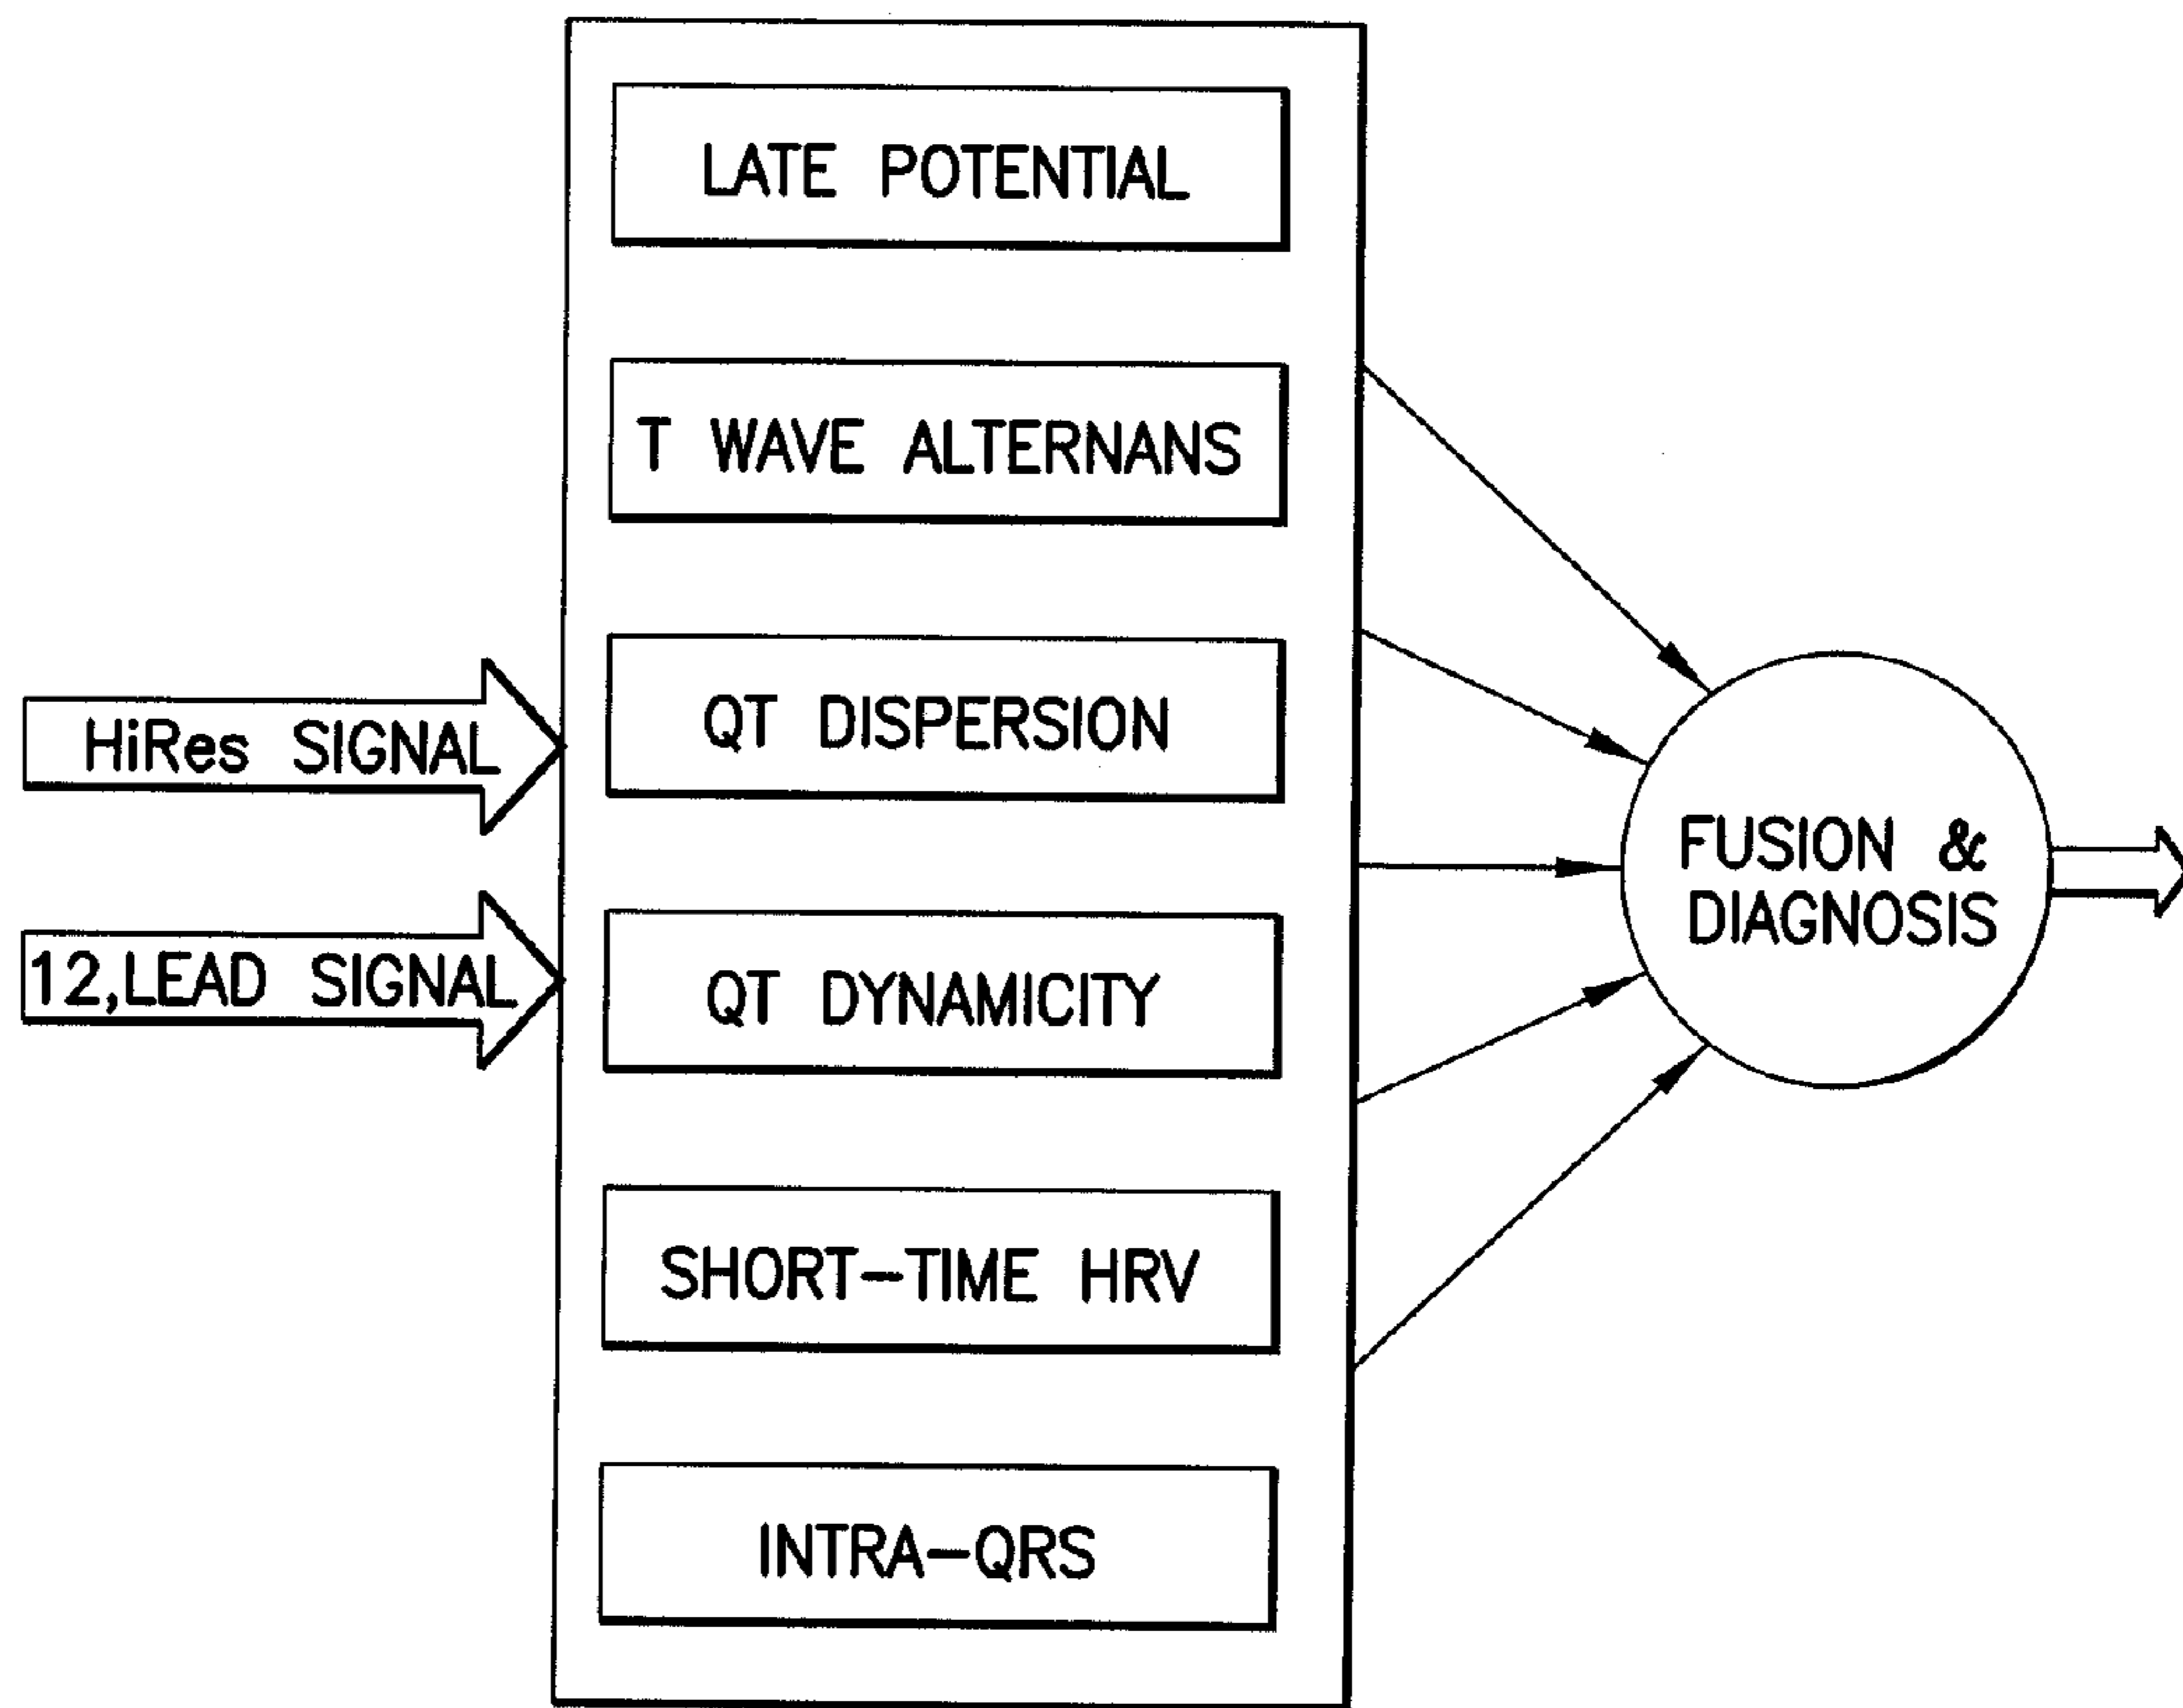 LATE POTENTIAL
T WAVE ALTERNANS
HiRes SIGNAL
QT DISPERSION
12,LEAD SIGNAL
QT DYNAMICITY
SHORT-TIME HRV
INTRA-QRS
FUSION &
DIAGNOSIS